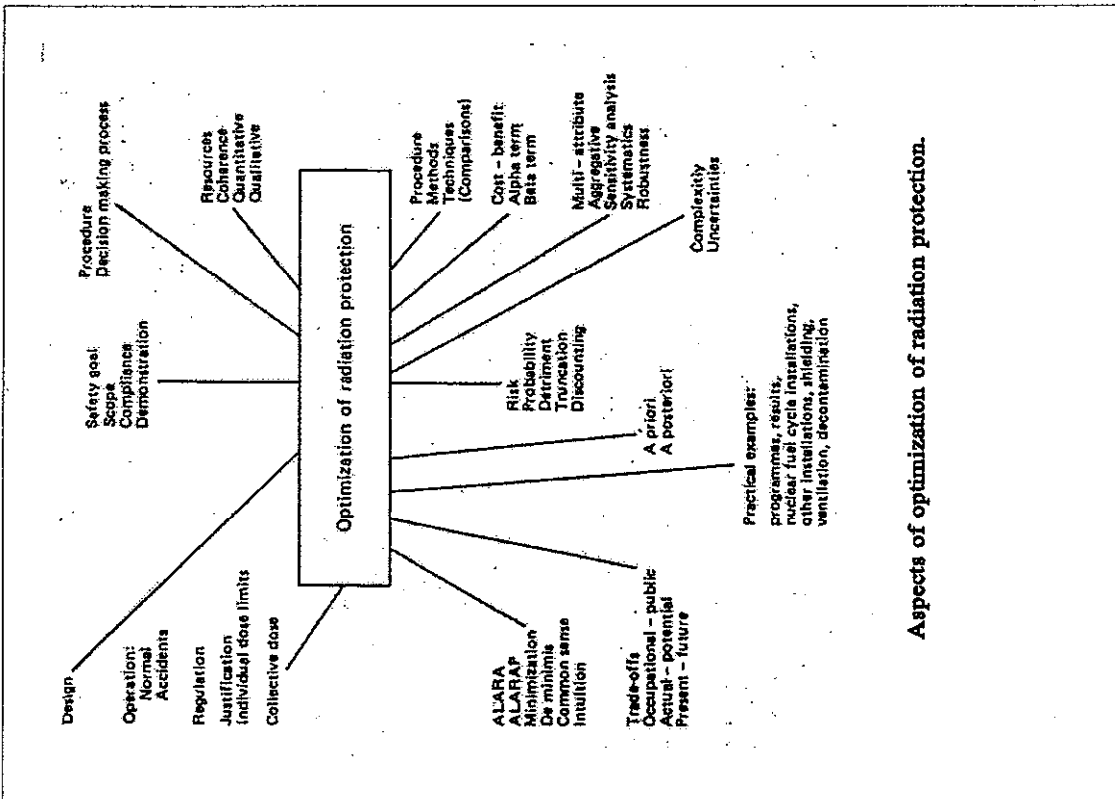 Design
Operation:
Normal
Accidents
Regulation
Justification
Individual dose limits
Collective dose
Safety goal
Scope
Compliance
Demonstration
Procedure
Decision making process
Resources
Coherence
Quantitative
Qualitative
Optimization of radiation protection
ALARA
ALARAP
Minimization
De minimis
Common sense
Intuition
Trade-offs
Occupational – public
Actual – potential
Present – future
Practical examples:
programmes, results,
nuclear fuel cycle installations,
other installations, shielding,
ventilation, decontamination
A priori
A posteriori
Risk
Probability
Detriment
Truncation
Discounting
Procedure
Methods
Techniques
(Comparisons)
Cost – benefit
Alpha term
Beta term
Multi – attribute
Aggregative
Sensitivity analysis
Systematics
Robustness
Complexitiy
Uncertainties
Aspects of optimization of radiation protection.